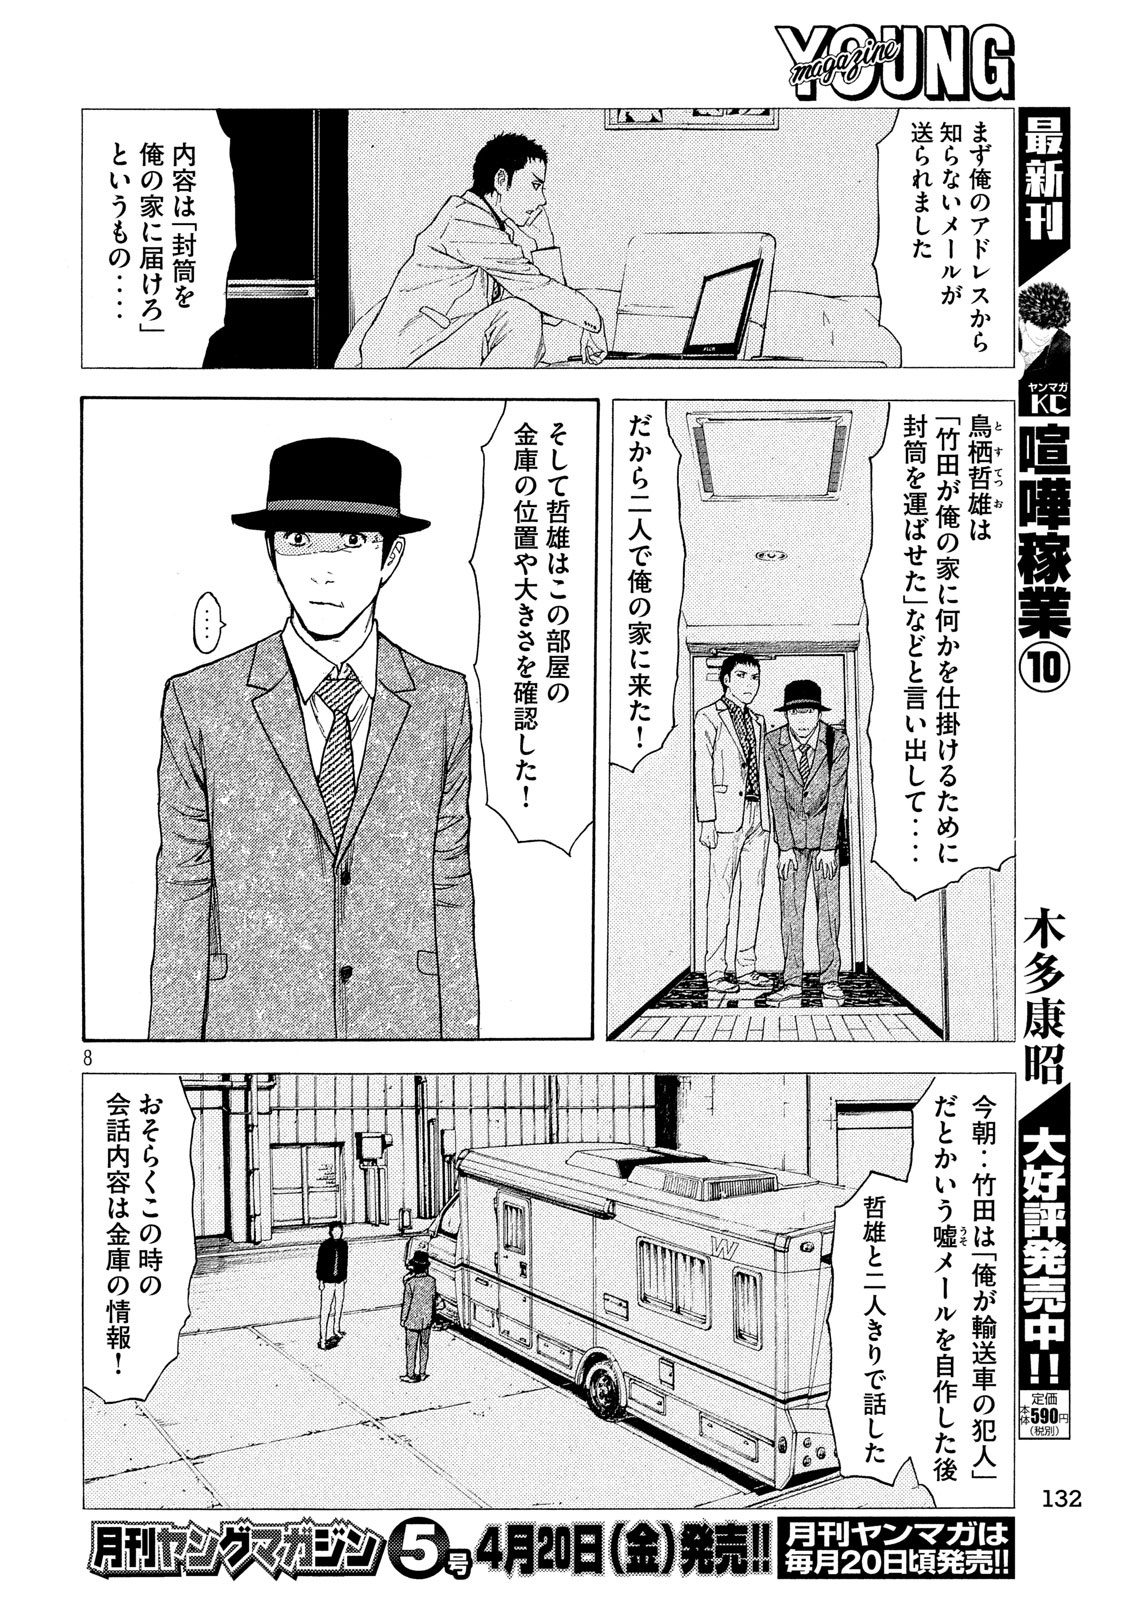 YOUNG
magazine
まず俺のアドレスから
知らないメールが
送られました
内容は「封筒を
俺の家に届けろ」
というもの‥‥
鳥栖哲雄は
とすてつお
「竹田が俺の家に何かを仕掛けるために
封筒を運ばせた」などと言い出して‥‥
だから二人で俺の家に来た！
そして哲雄はこの部屋の
金庫の位置や大きさを確認した！
‥‥
8
今朝‥竹田は「俺が輸送車の犯人」
だとかいう嘘メールを自作した後
うそ
哲雄と二人きりで話した
おそらくこの時の
会話内容は金庫の情報！
最新刊
ヤンマガ
KC
喧嘩稼業
10
木多康昭
大好評発売中!!
定価
本体590円
（税別）
132
月刊ヤングマガジン5号4月20日（金）発売!!
月刊ヤンマガは
毎月20日頃発売!!